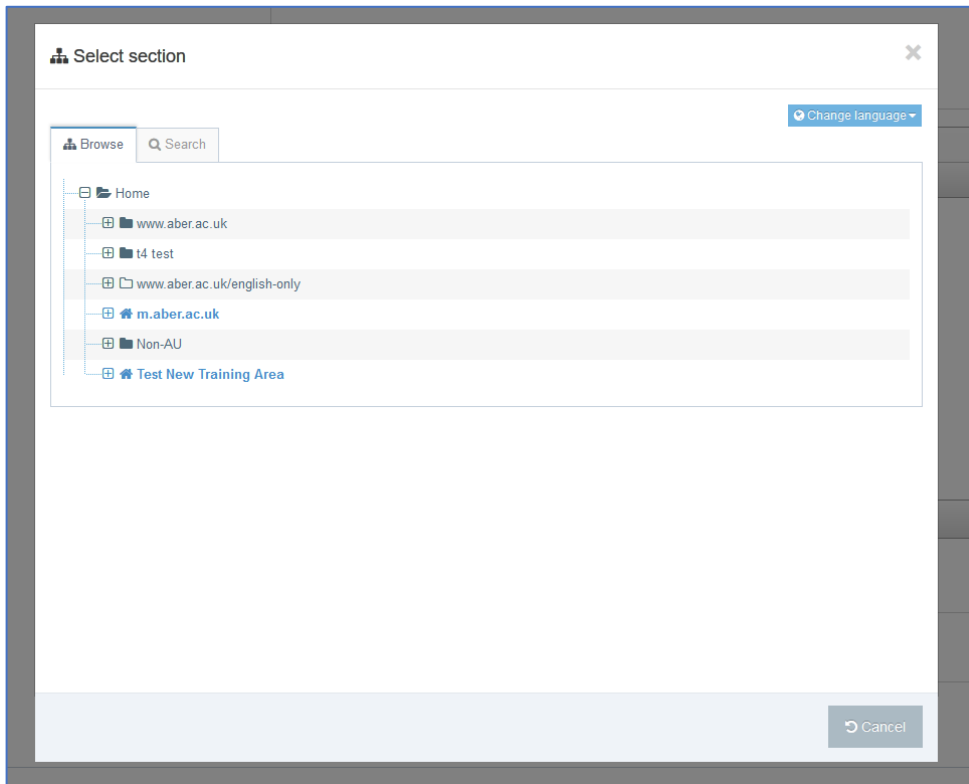 Select section
Change language
Browse
Search
Home
www.aber.ac.uk
t4 test
www.aber.ac.uk/english-only
m.aber.ac.uk
Non-AU
Test New Training Area
Cancel